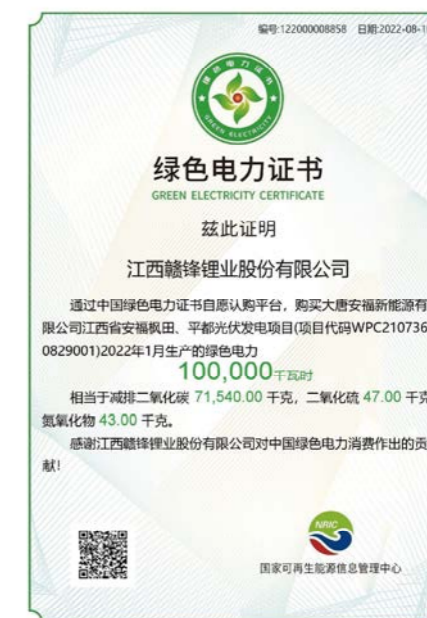 编号:122000008858 日期:2022-08-1
绿色电力证书
GREEN ELECTRICITY
绿色电力证书
GREEN ELECTRICITY CERTIFICATE
兹此证明
江西赣锋锂业股份有限公司
通过中国绿色电力证书自愿认购平台，购买大唐安福新能源有
限公司江西省安福枫田、平都光伏发电项目(项目代码WPC210736
0829001)2022年1月生产的绿色电力
100,000千瓦时
相当于减排二氧化碳 71,540.00 千克，二氧化硫 47.00 千克
氮氧化物 43.00 千克。
感谢江西赣锋锂业股份有限公司对中国绿色电力消费作出的贡
献！
NRIC
国家可再生能源信息管理中心